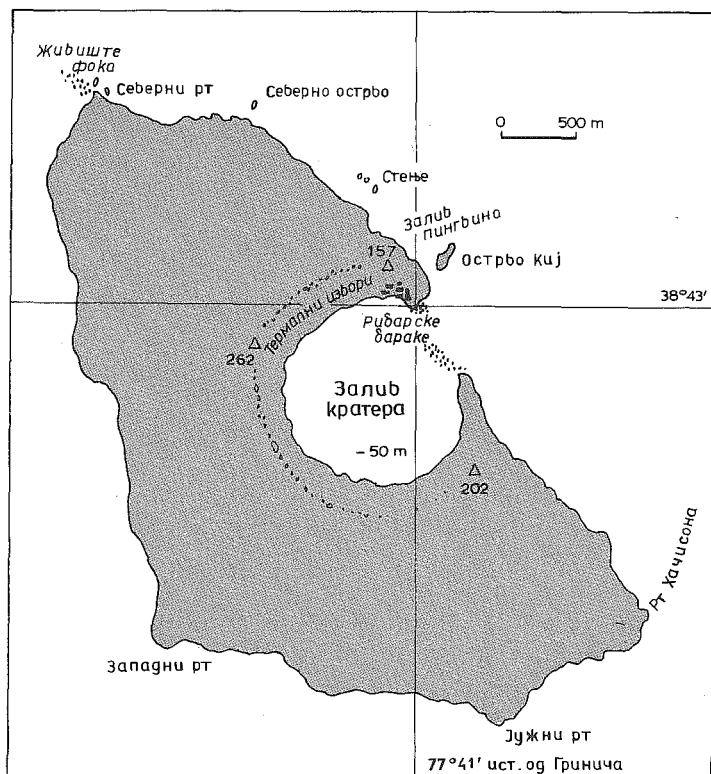 Живиште
фока
Северни рт
Северно острво
0 500 m
Стење
Залив
пингвина
157
Острво Киј
Термални извори
38°43'
Рибарске
бараке
262
Залив
кратера
– 50 m
202
Рт Хачисона
Западни рт
Јужни рт
77°41' ист. од Гринича